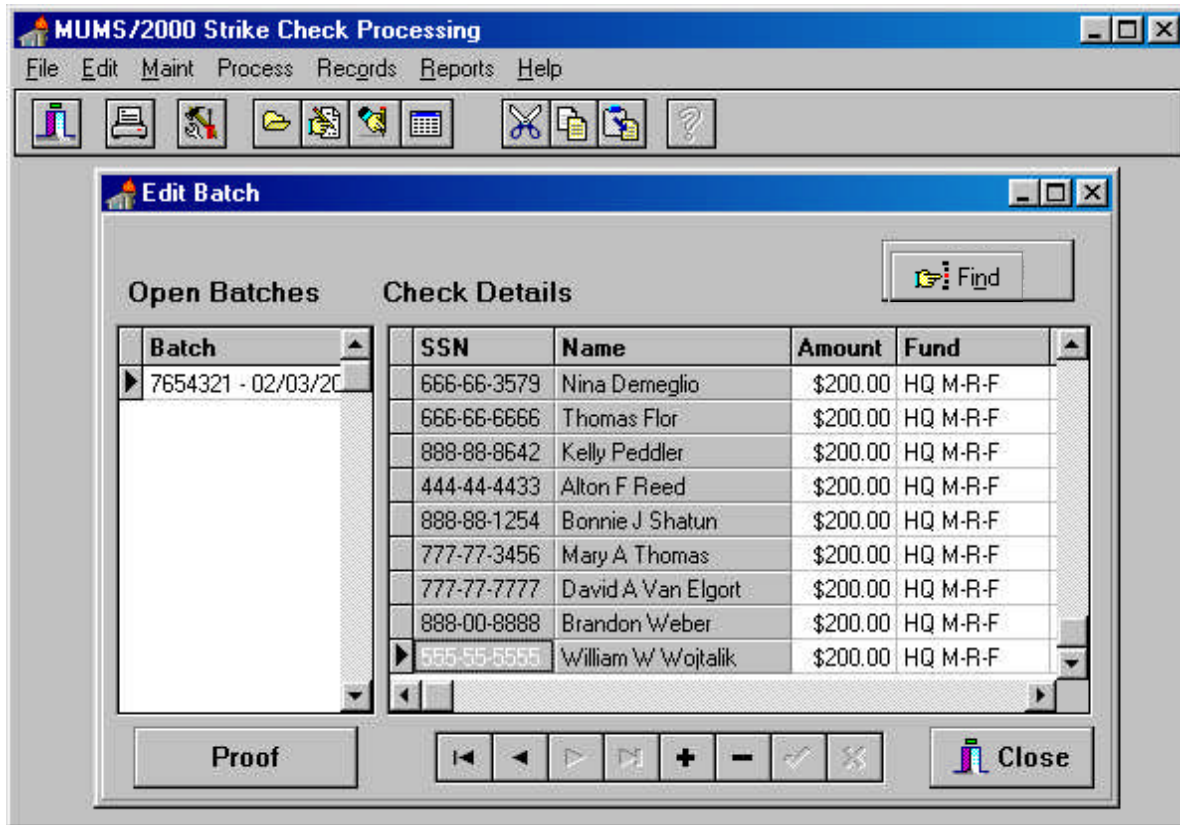 MUMS/2000 Strike Check Processing
File Edit Maint Process Records Reports Help
Edit Batch
Find
Open Batches Check Details
Batch SSN Name Amount Fund
7654321 - 02/03/20 666-66-3579 Nina Demeglio $200.00 HQ M-R-F
666-66-6666 Thomas Flor $200.00 HQ M-R-F
888-88-8642 Kelly Peddler $200.00 HQ M-R-F
444-44-4433 Alton F Reed $200.00 HQ M-R-F
888-88-1254 Bonnie J Shatun $200.00 HQ M-R-F
777-77-3456 Mary A Thomas $200.00 HQ M-R-F
777-77-7777 David A Van Elgort $200.00 HQ M-R-F
888-00-8888 Brandon Weber $200.00 HQ M-R-F
555-55-5555 William W Wojtalik $200.00 HQ M-R-F
Proof Close